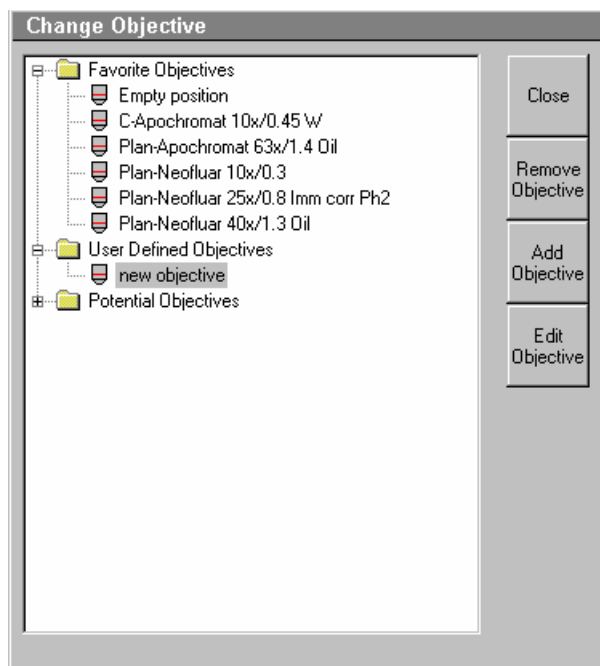 Change Objective
Favorite Objectives
Empty position
C-Apochromat 10x/0.45 W
Plan-Apochromat 63x/1.4 Oil
Plan-Neofluar 10x/0.3
Plan-Neofluar 25x/0.8 Imm corr Ph2
Plan-Neofluar 40x/1.3 Oil
User Defined Objectives
new objective
Potential Objectives
Close
Remove
Objective
Add
Objective
Edit
Objective